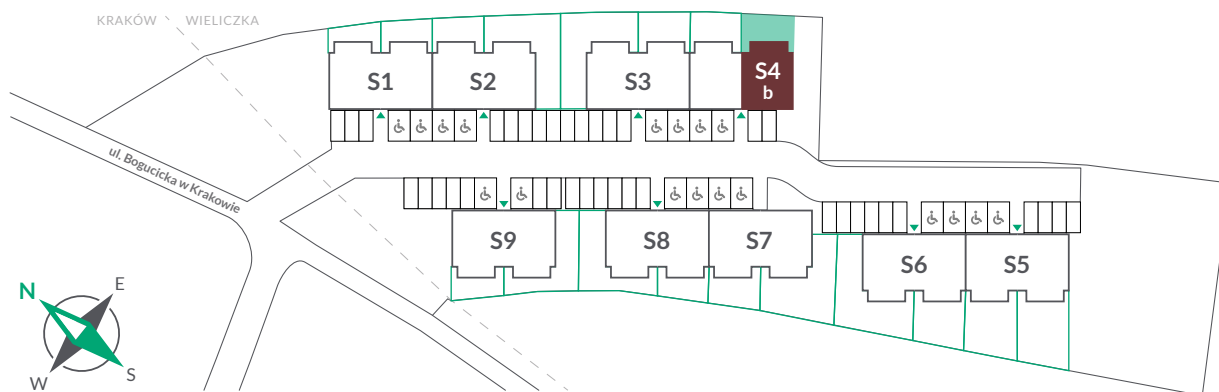 KRAKÓW WIELICZKA
S1 S2 S3 S4
b
ul. Bogucicka w Krakowie
S9 S8 S7
S6 S5
N E
W S